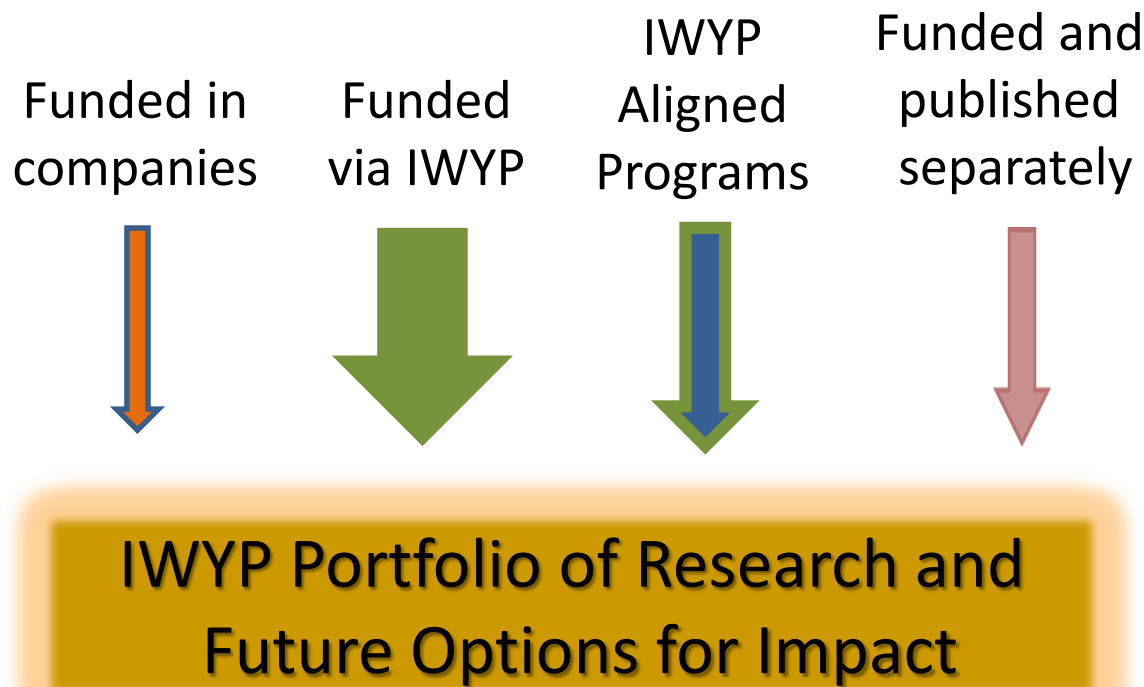 Funded in
companies
Funded
via IWYP
IWYP
Aligned
Programs
Funded and
published
separately
IWYP Portfolio of Research and
Future Options for Impact